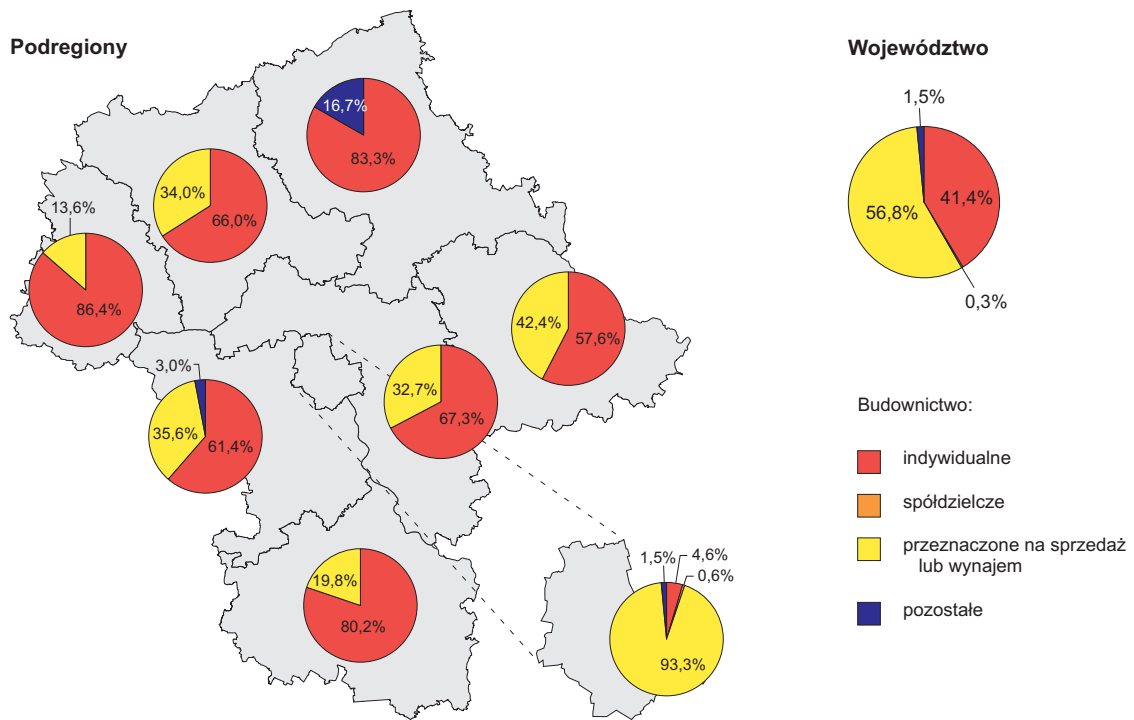 Podregiony
Województwo
16,7%
83,3%
34,0%
66,0%
13,6%
86,4%
42,4%
57,6%
32,7%
67,3%
3,0%
35,6%
61,4%
19,8%
80,2%
1,5%
4,6%
0,6%
93,3%
1,5%
41,4%
56,8%
0,3%
Budownictwo:
indywidualne
spółdzielcze
przeznaczone na sprzedaż
lub wynajem
pozostałe